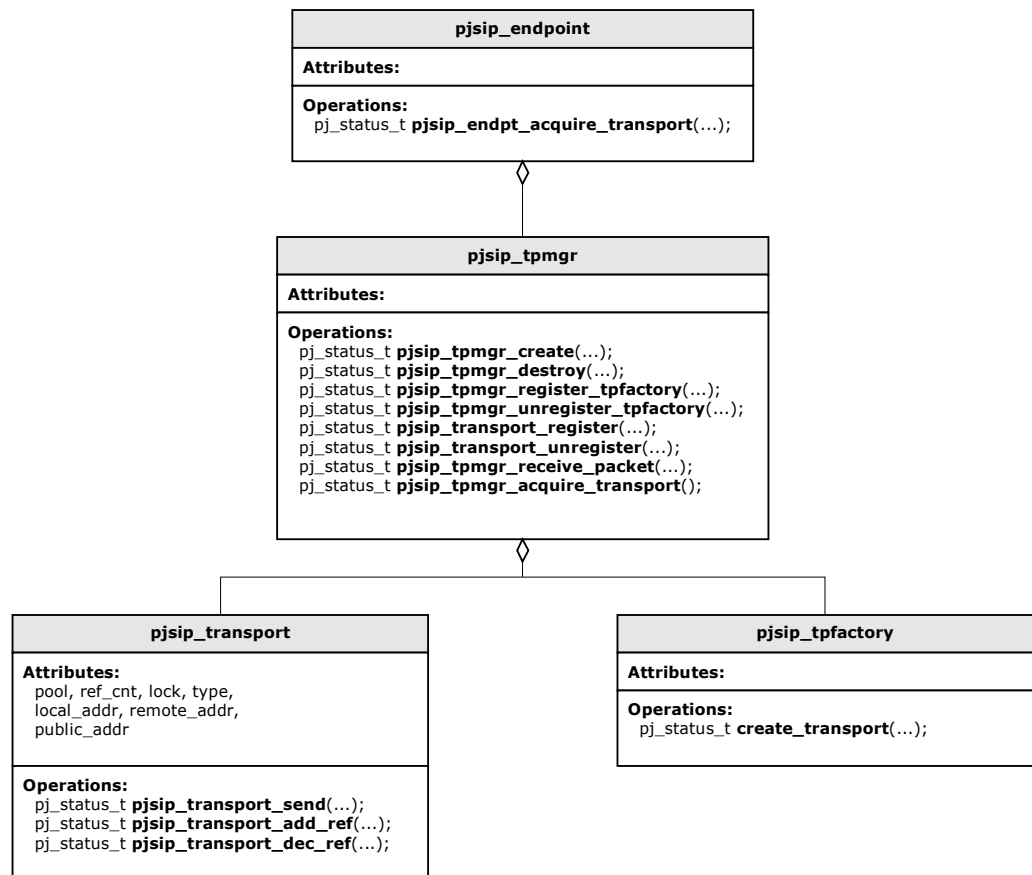 pjsip_endpoint
Attributes:
Operations:
pj_status_t pjsip_endpt_acquire_transport(...);
pjsip_tpmgr
Attributes:
Operations:
pj_status_t pjsip_tpmgr_create(...);
pj_status_t pjsip_tpmgr_destroy(...);
pj_status_t pjsip_tpmgr_register_tpfactory(...);
pj_status_t pjsip_tpmgr_unregister_tpfactory(...);
pj_status_t pjsip_transport_register(...);
pj_status_t pjsip_transport_unregister(...);
pj_status_t pjsip_tpmgr_receive_packet(...);
pj_status_t pjsip_tpmgr_acquire_transport();
pjsip_transport
Attributes:
pool, ref_cnt, lock, type,
local_addr, remote_addr,
public_addr
Operations:
pj_status_t pjsip_transport_send(...);
pj_status_t pjsip_transport_add_ref(...);
pj_status_t pjsip_transport_dec_ref(...);
pjsip_tpfactory
Attributes:
Operations:
pj_status_t create_transport(...);